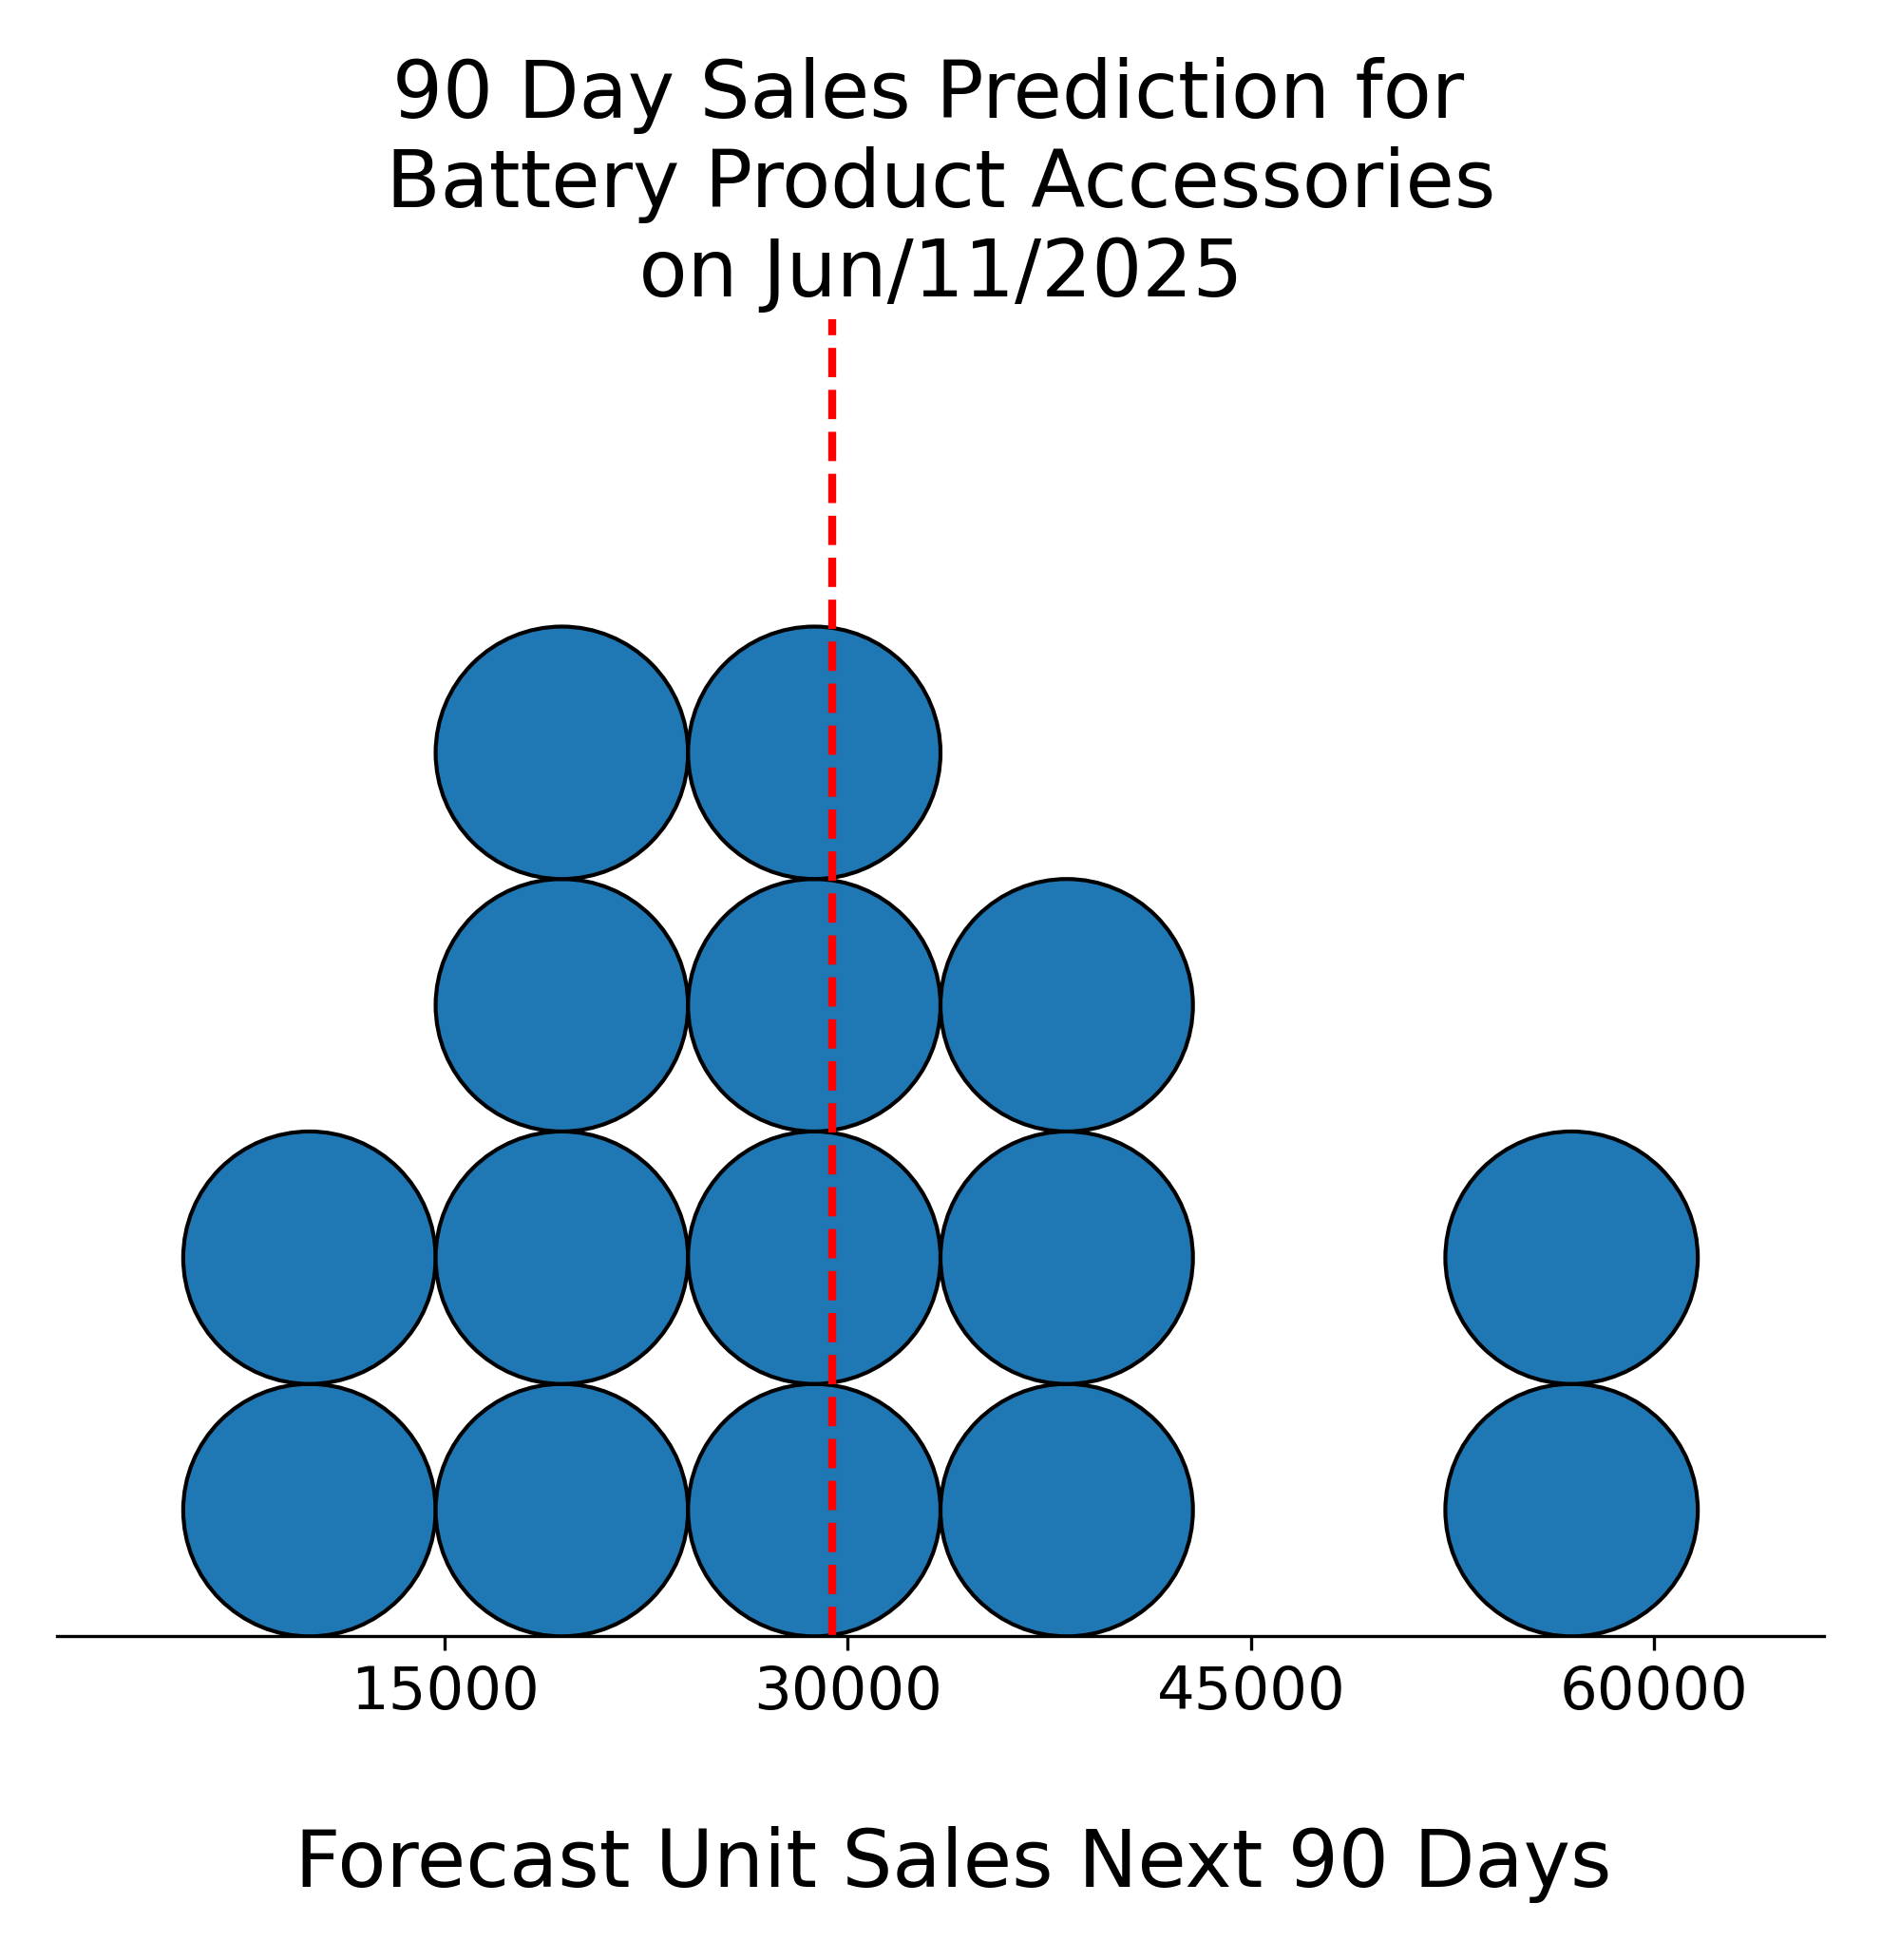 90 Day Sales Prediction for
Battery Product Accessories
on Jun/11/2025
15000 30000 45000 60000
Forecast Unit Sales Next 90 Days